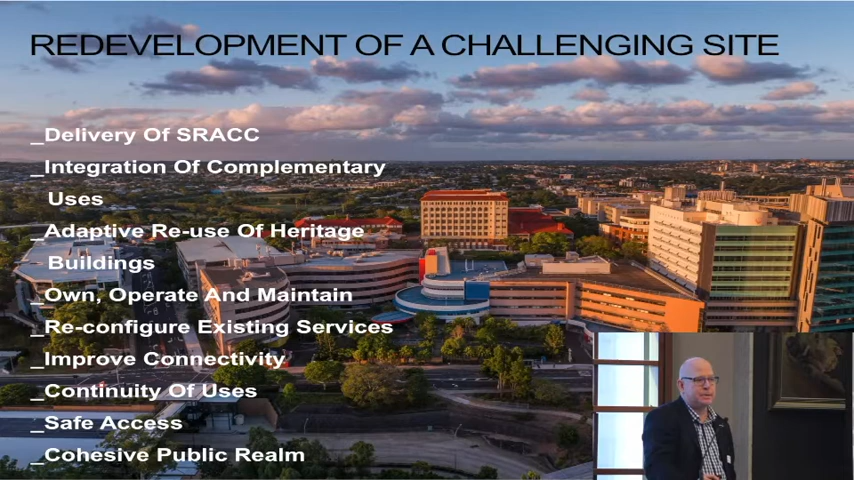 REDEVELOPMENT OF A CHALLENGING SITE
_Delivery Of SRACC
_Integration Of Complementary
Uses
_Adaptive Re-use Of Heritage
Buildings
_Own, Operate And Maintain
_Re-configure Existing Services
_Improve Connectivity
_Continuity Of Uses
_Safe Access
_Cohesive Public Realm